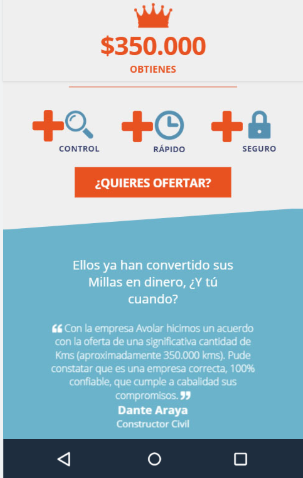 $350.000
OBTIENES
CONTROL
RÁPIDO
SEGURO
¿QUIERES OFERTAR?
Ellos ya han convertido sus
Millas en dinero, ¿Y tú
cuando?
❝ Con la empresa Avolar hicimos un acuerdo
con la oferta de una significativa cantidad de
Kms (aproximadamente 350.000 kms). Pude
constatar que es una empresa correcta, 100%
confiable, que cumple a cabalidad sus
compromisos. ❞
Dante Araya
Constructor Civil